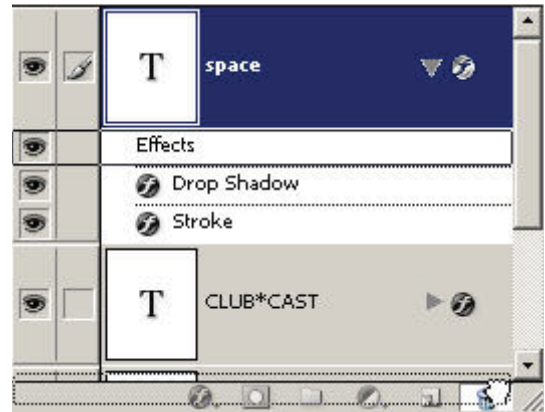 T space
Effects
Drop Shadow
Stroke
T CLUB*CAST